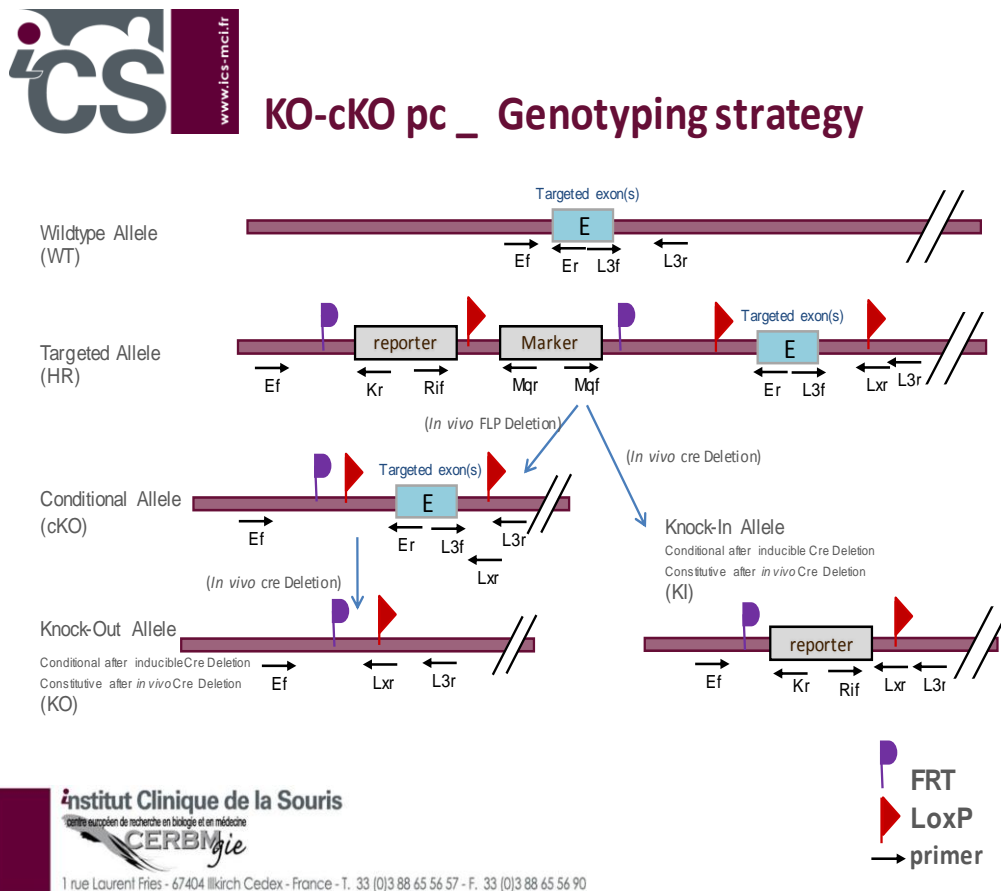 iCS
www.ics-mci.fr
KO-cKO pc _ Genotyping strategy
Targeted exon(s)
Wildtype Allele
(WT)
E
Ef
Er
L3f
L3r
Targeted exon(s)
Targeted Allele
(HR)
reporter
Marker
E
Ef
Kr
Rif
Mqr
Mqf
Er
L3f
Lxr
L3r
(In vivo FLP Deletion)
(In vivo cre Deletion)
Targeted exon(s)
Conditional Allele
(cKO)
E
Ef
Er
L3f
L3r
Lxr
(In vivo cre Deletion)
Knock-In Allele
Conditional after inducible Cre Deletion
Constitutive after in vivo Cre Deletion
(KI)
Knock-Out Allele
Conditional after inducible Cre Deletion
Constitutive after in vivo Cre Deletion
(KO)
Ef
Lxr
L3r
reporter
Ef
Kr
Rif
Lxr
L3r
FRT
LoxP
primer
institut Clinique de la Souris
centre européen de recherche en biologie et en médecine
CERBMgie
1 rue Laurent Fries - 67404 Illkirch Cedex - France - T. 33 (0)3 88 65 56 57 - F. 33 (0)3 88 65 56 90